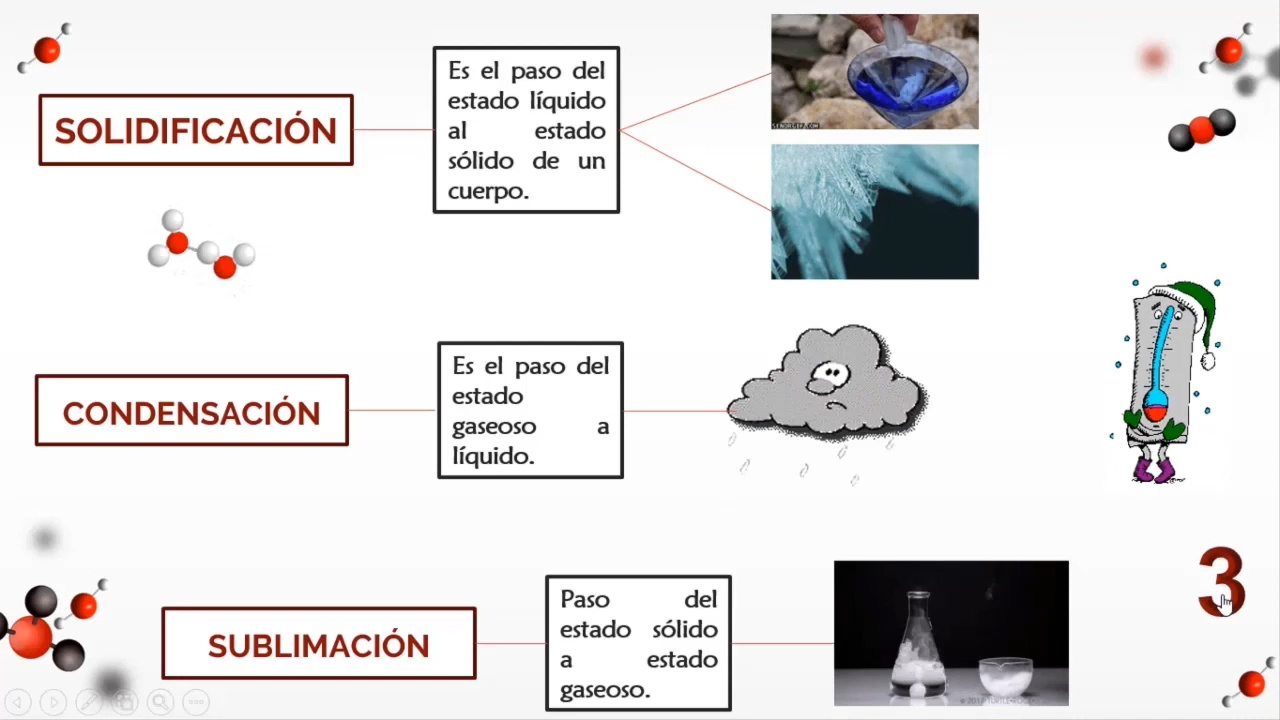 SOLIDIFICACIÓN
Es el paso del
estado líquido
al estado
sólido de un
cuerpo.
CONDENSACIÓN
Es el paso del
estado
gaseoso a
líquido.
SUBLIMACIÓN
Paso del
estado sólido
a estado
gaseoso.
3